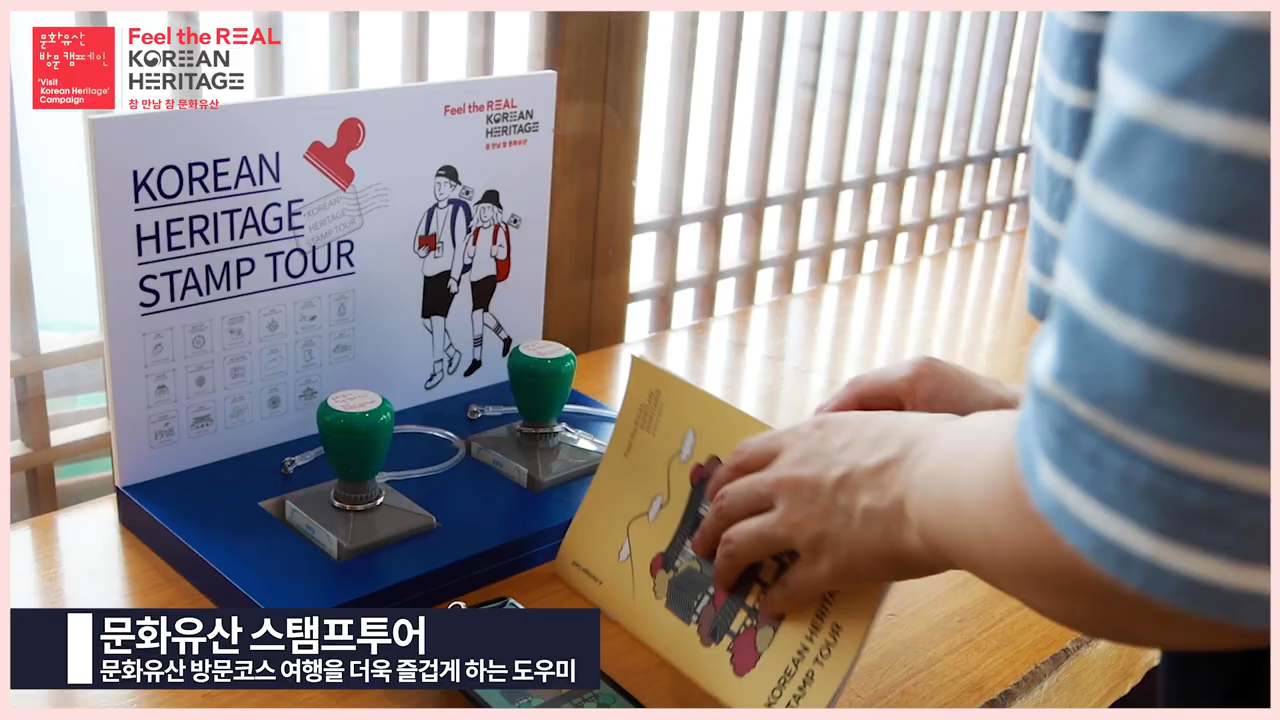 문화유산
방문 캠페인
'Visit
Korean Heritage'
Campaign
Feel the REAL
KOREAN
HERITAGE
참 만남 참 문화유산
Feel the REAL
KOREAN
HERITAGE
참 만남 참 문화유산
KOREAN
HERITAGE
STAMP TOUR
KOREAN
HERITAGE
STAMP TOUR
KOREAN HERITA
TAMP TOUR
문화유산 스탬프투어
문화유산 방문코스 여행을 더욱 즐겁게 하는 도우미